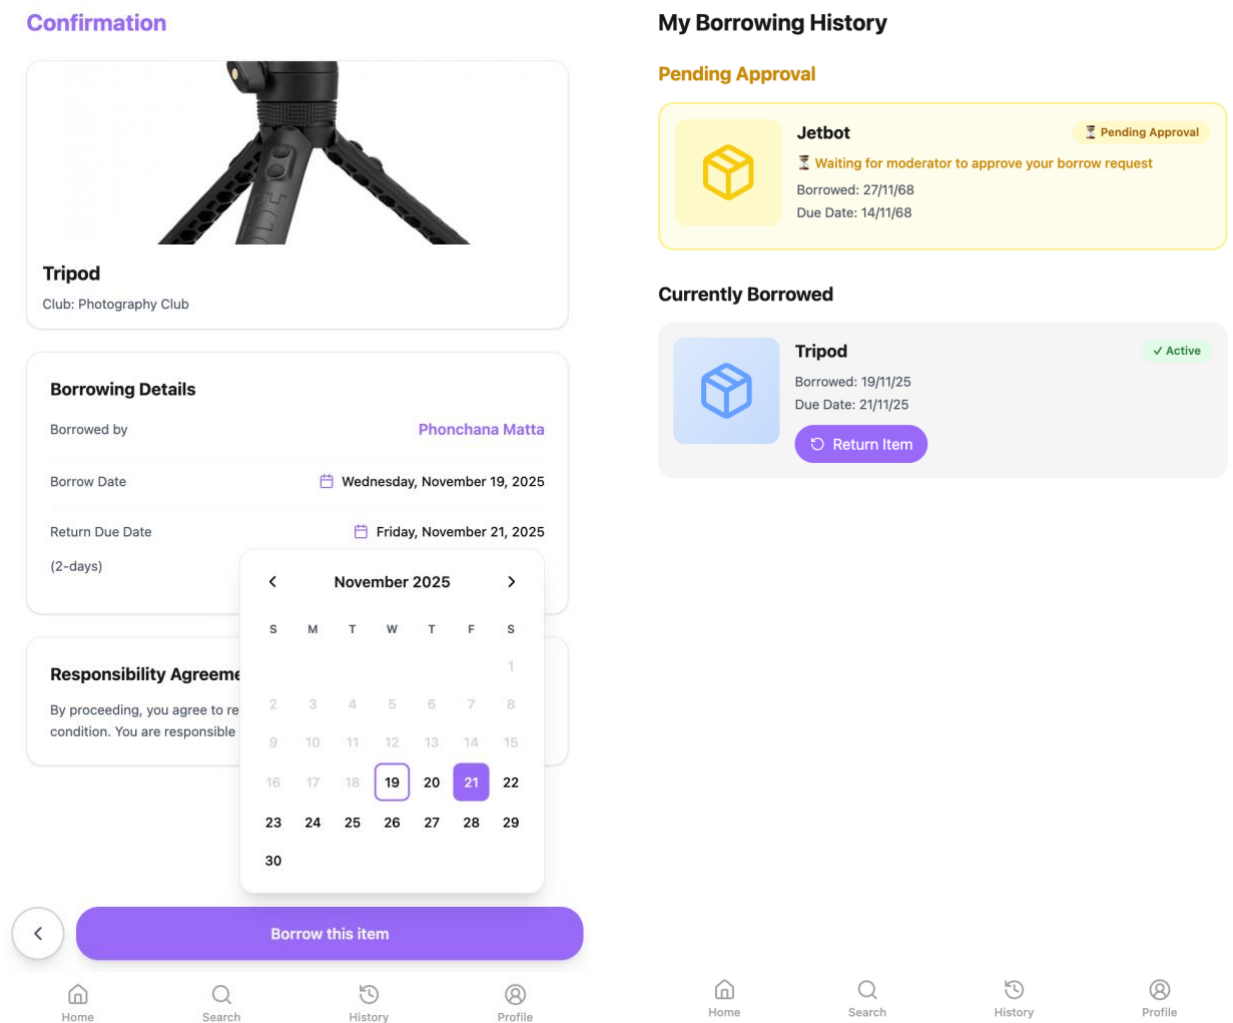 Confirmation
Tripod
Club: Photography Club
Borrowing Details
Borrowed by Phonchana Matta
Borrow Date Wednesday, November 19, 2025
Return Due Date Friday, November 21, 2025
(2-days)
November 2025
S M T W T F S
1
2 3 4 5 6 7 8
9 10 11 12 13 14 15
16 17 18 19 20 21 22
23 24 25 26 27 28 29
30
Responsibility Agreeme
By proceeding, you agree to re
condition. You are responsible
Borrow this item
Home Search History Profile
My Borrowing History
Pending Approval
Jetbot
⏳ Pending Approval
⏳ Waiting for moderator to approve your borrow request
Borrowed: 27/11/68
Due Date: 14/11/68
Currently Borrowed
Tripod
✓ Active
Borrowed: 19/11/25
Due Date: 21/11/25
Return Item
Home Search History Profile